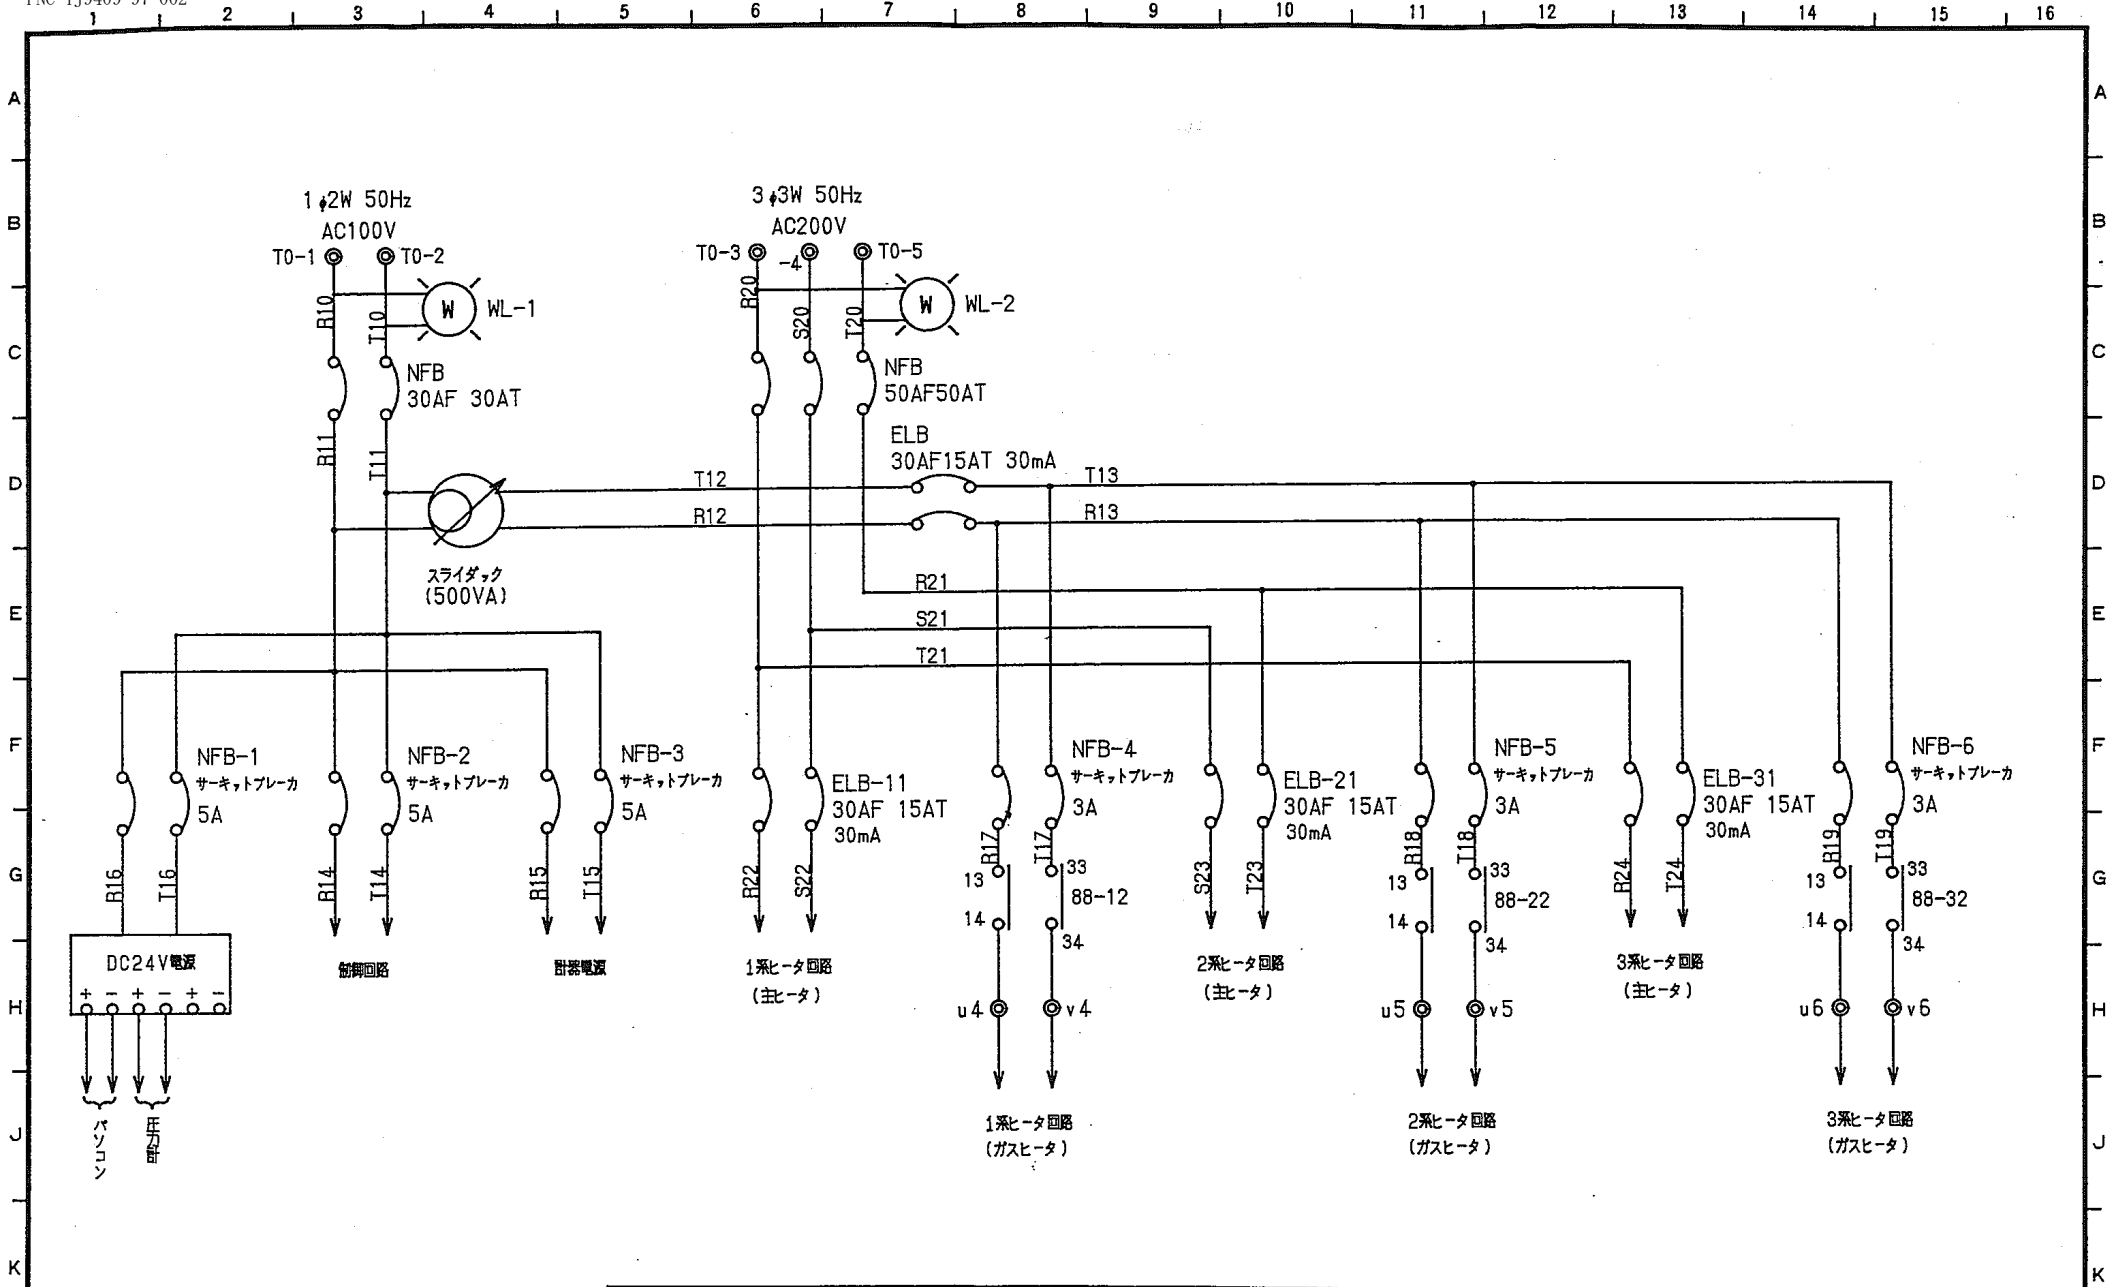 PNC TJ9409 97-002
1 2 3 4 5 6 7 8 9 10 11 12 13 14 15 16
A A
B B
C C
D D
E E
F F
G G
H H
J J
K K
1φ2W 50Hz
AC100V
T0-1 T0-2
R10 T10
W WL-1
NFB
30AF 30AT
R11 T11
3φ3W 50Hz
AC200V
T0-3 -4 T0-5
R20 S20 T20
W WL-2
NFB
50AF50AT
ELB
30AF15AT 30mA
T12 T13
R12 R13
スライダック
(500VA)
R21
S21
T21
NFB-1
サーキットブレーカ
5A
NFB-2
サーキットブレーカ
5A
NFB-3
サーキットブレーカ
5A
ELB-11
30AF 15AT
30mA
NFB-4
サーキットブレーカ
3A
ELB-21
30AF 15AT
30mA
NFB-5
サーキットブレーカ
3A
ELB-31
30AF 15AT
30mA
NFB-6
サーキットブレーカ
3A
R16 T16 R14 T14 R15 T15 R22 S22 R17 T17 S23 T23 R18 T18 R24 T24 R19 T19
13 33
14 88-12
34
13 33
14 88-22
34
13 33
14 88-32
34
DC24V電源
+ − + − + −
制御回路
計器電源
1系ヒータ回路
(主ヒータ)
2系ヒータ回路
(主ヒータ)
3系ヒータ回路
(主ヒータ)
u4 v4
u5 v5
u6 v6
パソコン
圧力計
1系ヒータ回路
(ガスヒータ)
2系ヒータ回路
(ガスヒータ)
3系ヒータ回路
(ガスヒータ)